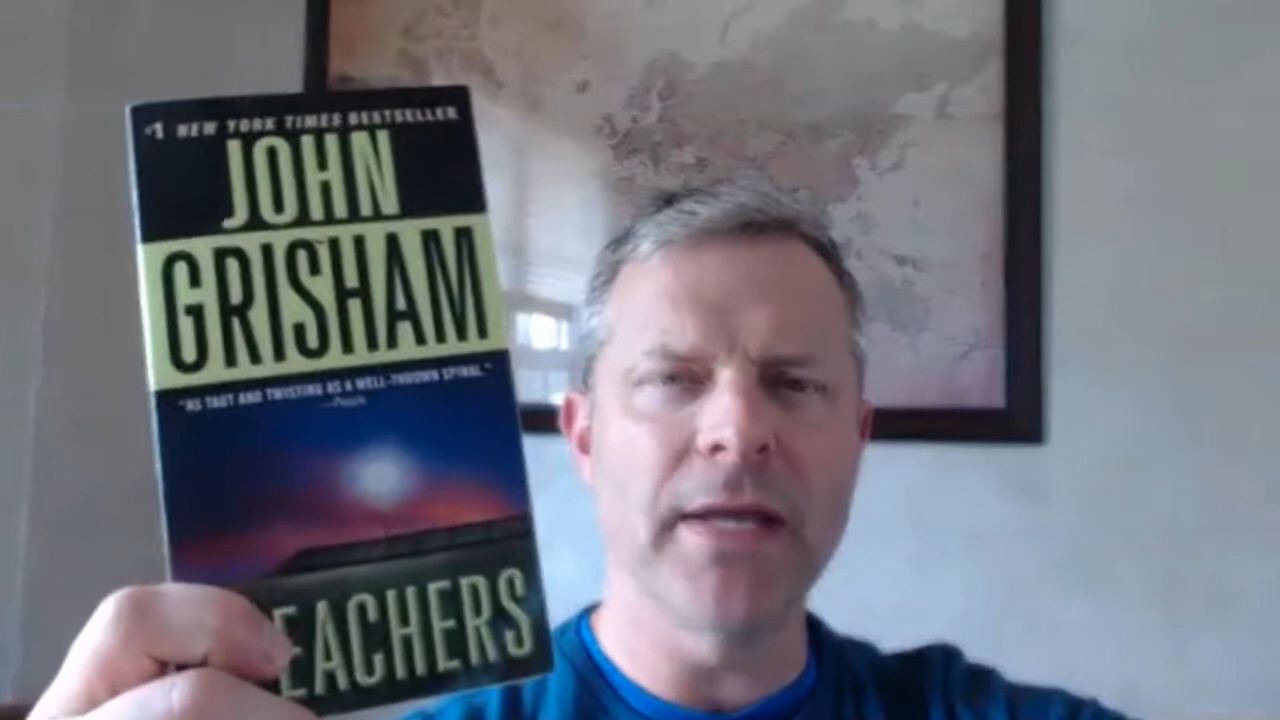 #1 NEW YORK TIMES BESTSELLER
JOHN
GRISHAM
"AS TAUT AND TWISTING AS A WELL-THROWN SPIRAL."
—People
EACHERS